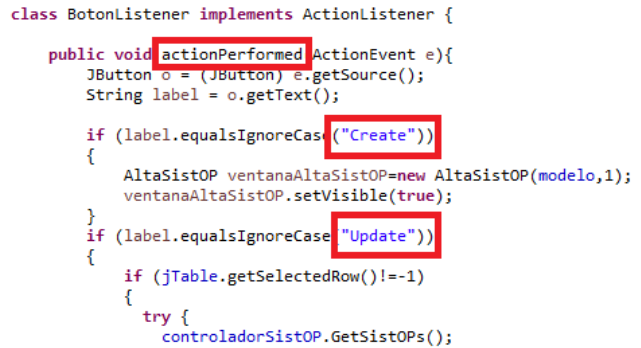 class BotonListener implements ActionListener {
public void actionPerformed ActionEvent e){
JButton o = (JButton) e.getSource();
String label = o.getText();
if (label.equalsIgnoreCase("Create"))
{
AltaSistOP ventanaAltaSistOP=new AltaSistOP(modelo,1);
ventanaAltaSistOP.setVisible(true);
}
if (label.equalsIgnoreCase("Update"))
{
if (jTable.getSelectedRow()!=-1)
{
try {
controladorSistOP.GetSistOPs();